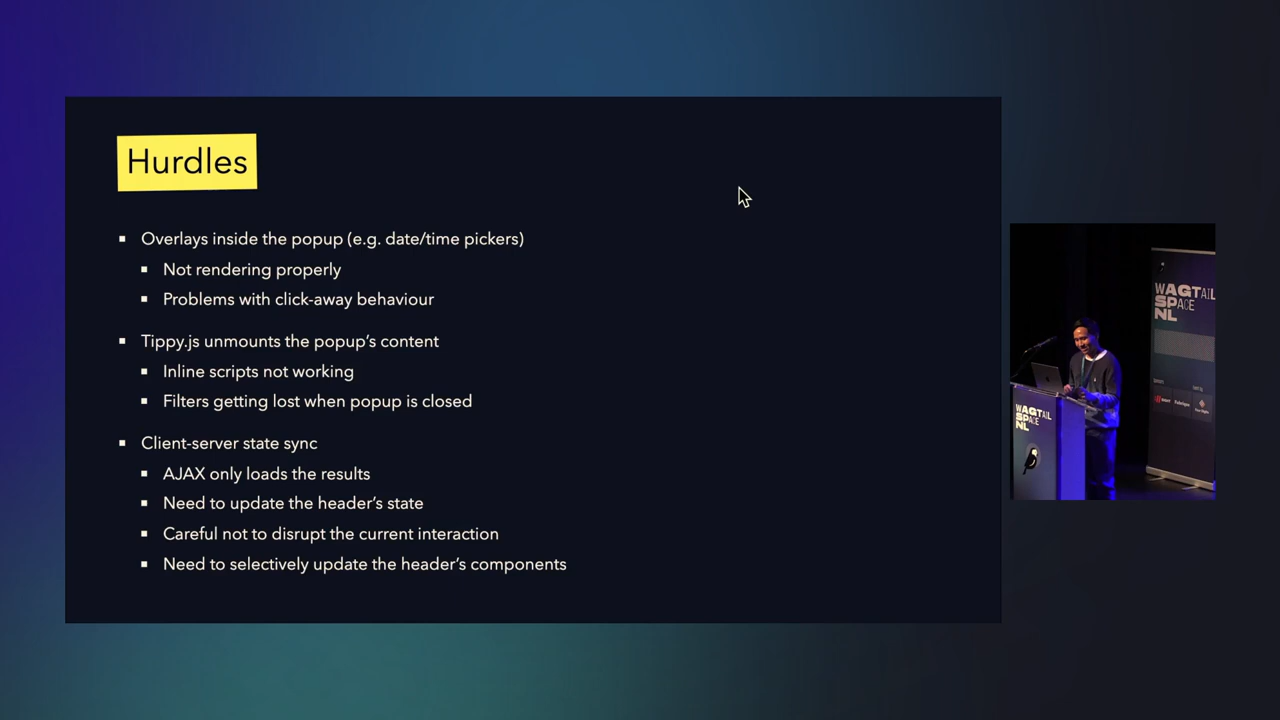 Hurdles
Overlays inside the popup (e.g. date/time pickers)
Not rendering properly
Problems with click-away behaviour
Tippy.js unmounts the popup’s content
Inline scripts not working
Filters getting lost when popup is closed
Client-server state sync
AJAX only loads the results
Need to update the header’s state
Careful not to disrupt the current interaction
Need to selectively update the header’s components
WAGTAIL
SPACE
NL
WAGTAIL
SPACE
NL